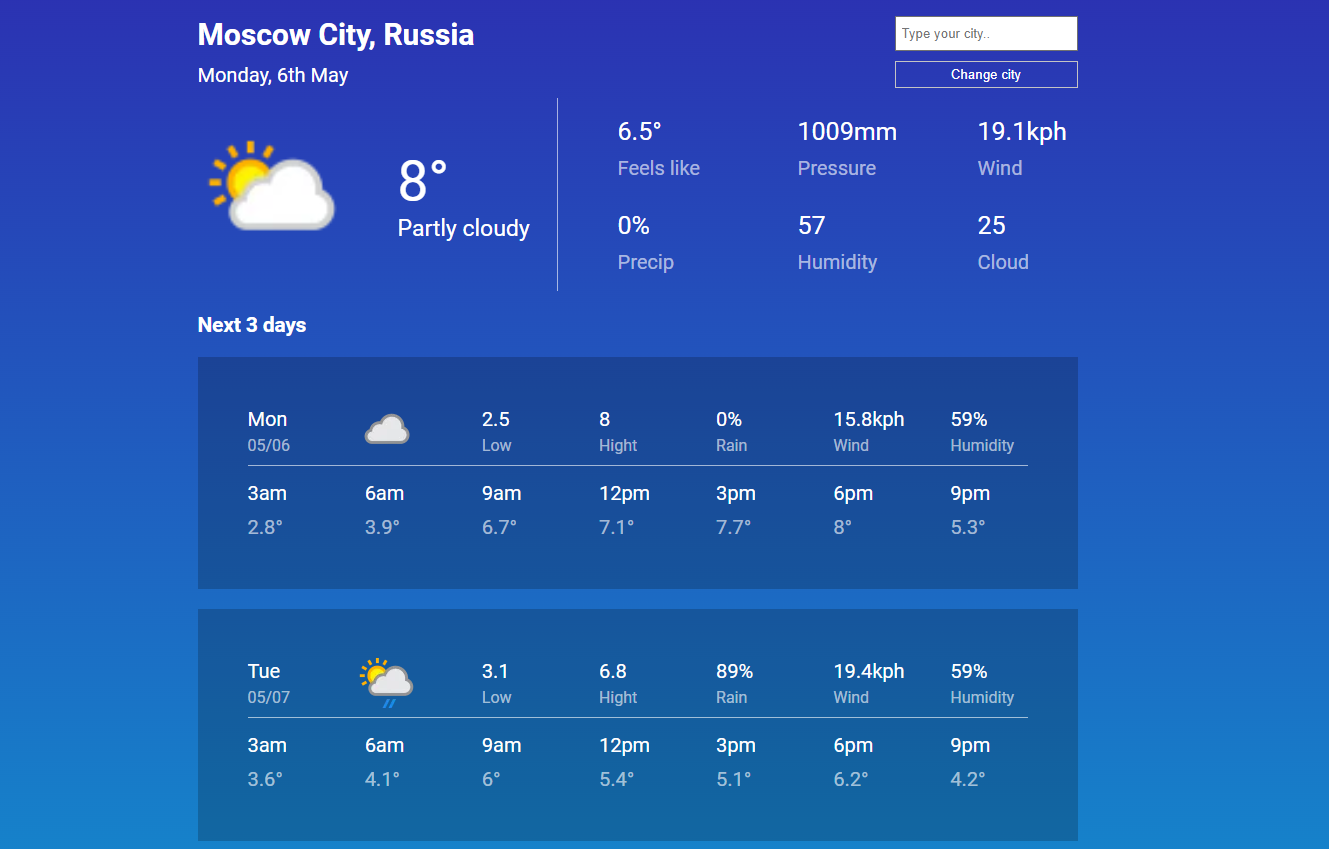 Moscow City, Russia
Type your city..
Monday, 6th May
Change city
8°
Partly cloudy
6.5° 1009mm 19.1kph
Feels like Pressure Wind
0% 57 25
Precip Humidity Cloud
Next 3 days
Mon 2.5 8 0% 15.8kph 59%
05/06 Low Hight Rain Wind Humidity
3am 6am 9am 12pm 3pm 6pm 9pm
2.8° 3.9° 6.7° 7.1° 7.7° 8° 5.3°
Tue 3.1 6.8 89% 19.4kph 59%
05/07 Low Hight Rain Wind Humidity
3am 6am 9am 12pm 3pm 6pm 9pm
3.6° 4.1° 6° 5.4° 5.1° 6.2° 4.2°